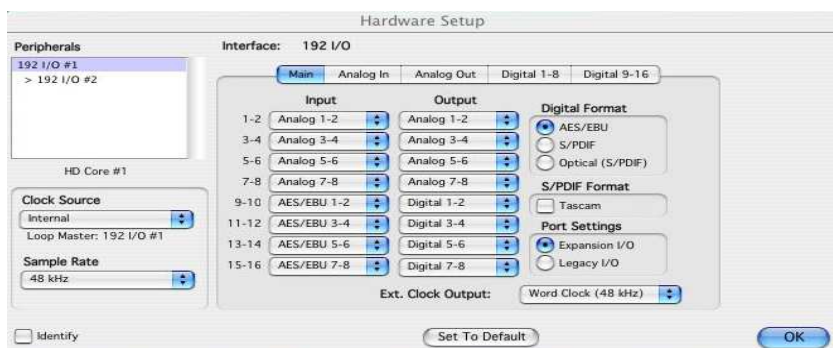 Hardware Setup
Peripherals
192 I/O #1
> 192 I/O #2
HD Core #1
Clock Source
Internal
Loop Master: 192 I/O #1
Sample Rate
48 kHz
Identify
Interface: 192 I/O
Main Analog In Analog Out Digital 1-8 Digital 9-16
Input Output
1-2 Analog 1-2 Analog 1-2
3-4 Analog 3-4 Analog 3-4
5-6 Analog 5-6 Analog 5-6
7-8 Analog 7-8 Analog 7-8
9-10 AES/EBU 1-2 Digital 1-2
11-12 AES/EBU 3-4 Digital 3-4
13-14 AES/EBU 5-6 Digital 5-6
15-16 AES/EBU 7-8 Digital 7-8
Digital Format
AES/EBU
S/PDIF
Optical (S/PDIF)
S/PDIF Format
Tascam
Port Settings
Expansion I/O
Legacy I/O
Ext. Clock Output: Word Clock (48 kHz)
Set To Default
OK